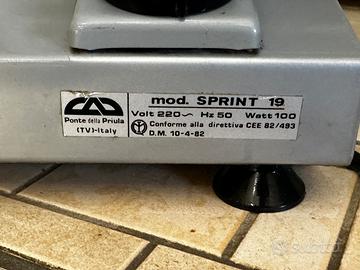 CAD
Ponte della Priula
(TV)-Italy
mod. SPRINT 19
Volt 220~ Hz 50 Watt 100
Conforme alla direttiva CEE 82/493
D.M. 10-4-82
subito